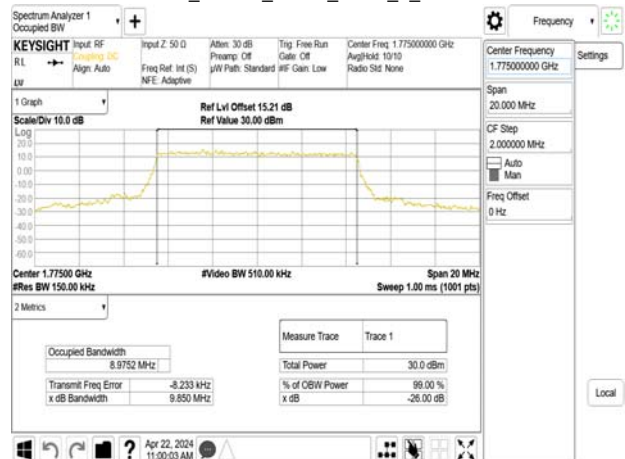 Spectrum Analyzer 1
Occupied BW
Frequency
KEYSIGHT
Input: RF
Input Z: 50 Ω
Atten: 30 dB
Trig: Free Run
Center Freq: 1.775000000 GHz
RL
Coupling: DC
Preamp: Off
Gate: Off
Avg|Hold: 10/10
Align: Auto
Freq Ref: Int (S)
µW Path: Standard
#IF Gain: Low
Radio Std: None
NFE: Adaptive
Center Frequency
1.775000000 GHz
Settings
Span
20.000 MHz
CF Step
2.000000 MHz
Auto
Man
Freq Offset
0 Hz
1 Graph
Ref Lvl Offset 15.21 dB
Scale/Div 10.0 dB
Ref Value 30.00 dBm
Log
20.0
10.0
0.00
-10.0
-20.0
-30.0
-40.0
-50.0
-60.0
Center 1.77500 GHz
#Video BW 510.00 kHz
Span 20 MHz
#Res BW 150.00 kHz
Sweep 1.00 ms (1001 pts)
2 Metrics
Measure Trace
Trace 1
Occupied Bandwidth
8.9752 MHz
Total Power
30.0 dBm
Transmit Freq Error
-8.233 kHz
% of OBW Power
99.00 %
x dB Bandwidth
9.850 MHz
x dB
-26.00 dB
Local
?
Apr 22, 2024
11:00:03 AM